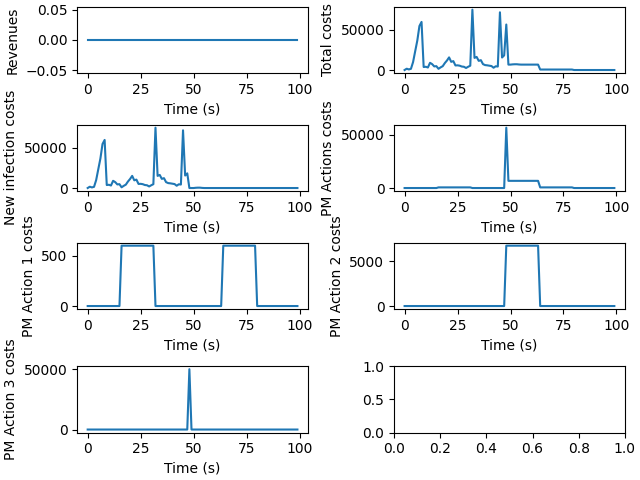 Revenues
0.05
0.00
−0.05
0 25 50 75 100
Time (s)
Total costs
50000
0
0 25 50 75 100
Time (s)
New infection costs
50000
0
0 25 50 75 100
Time (s)
PM Actions costs
50000
0
0 25 50 75 100
Time (s)
PM Action 1 costs
500
0
0 25 50 75 100
Time (s)
PM Action 2 costs
5000
0
0 25 50 75 100
Time (s)
PM Action 3 costs
50000
0
0 25 50 75 100
Time (s)
1.0
0.5
0.0
0.0 0.2 0.4 0.6 0.8 1.0